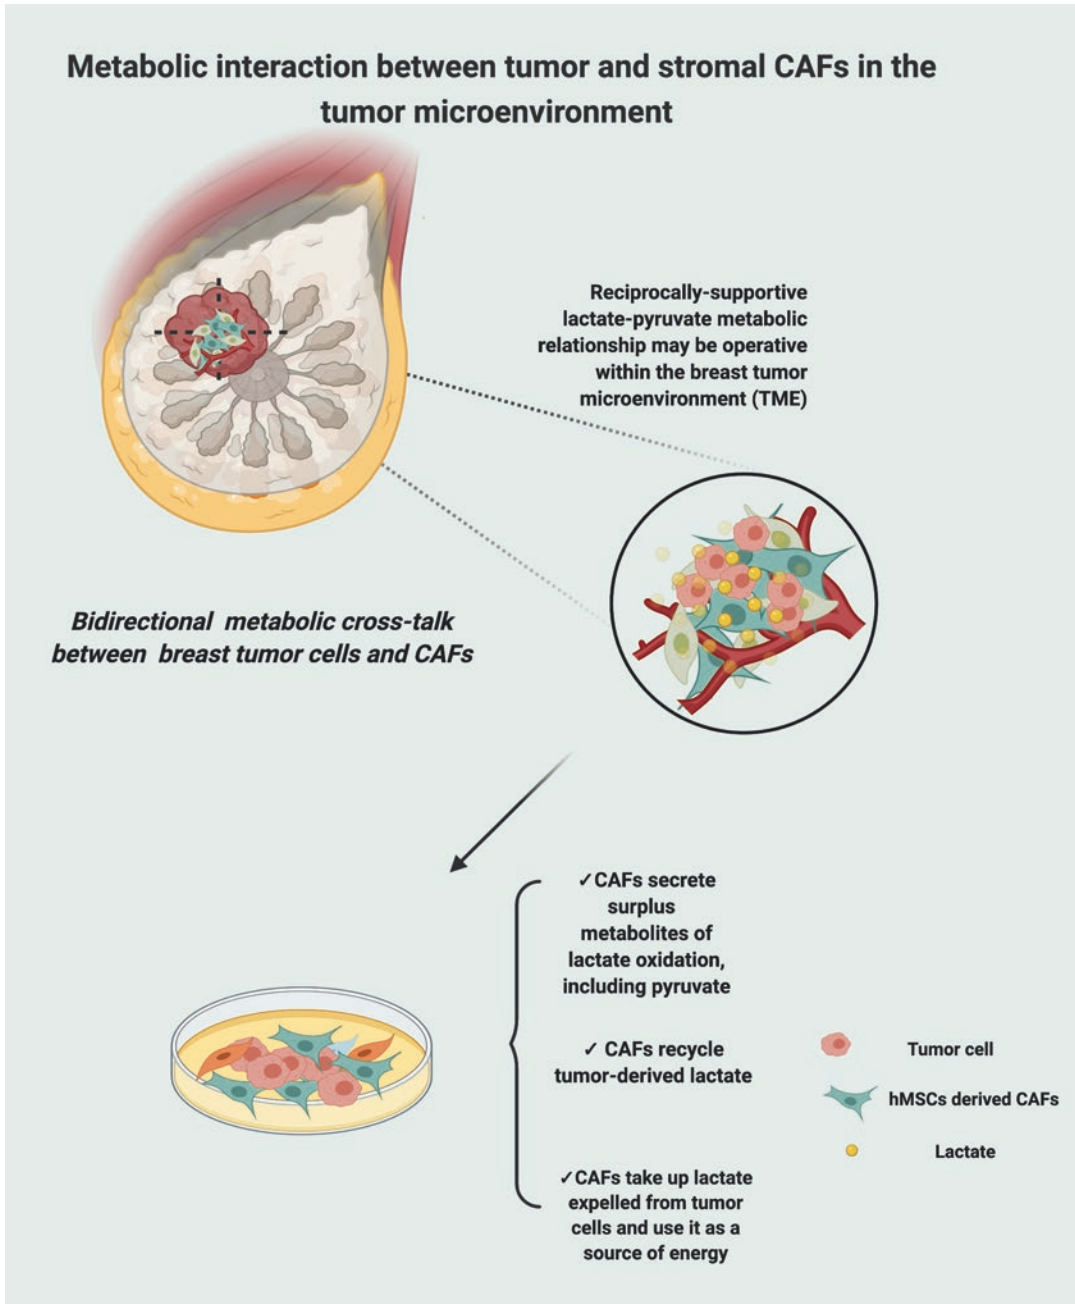 Metabolic interaction between tumor and stromal CAFs in the
tumor microenvironment
Reciprocally-supportive
lactate-pyruvate metabolic
relationship may be operative
within the breast tumor
microenvironment (TME)
Bidirectional metabolic cross-talk
between breast tumor cells and CAFs
✓CAFs secrete
surplus
metabolites of
lactate oxidation,
including pyruvate
✓ CAFs recycle
tumor-derived lactate
✓CAFs take up lactate
expelled from tumor
cells and use it as a
source of energy
Tumor cell
hMSCs derived CAFs
Lactate